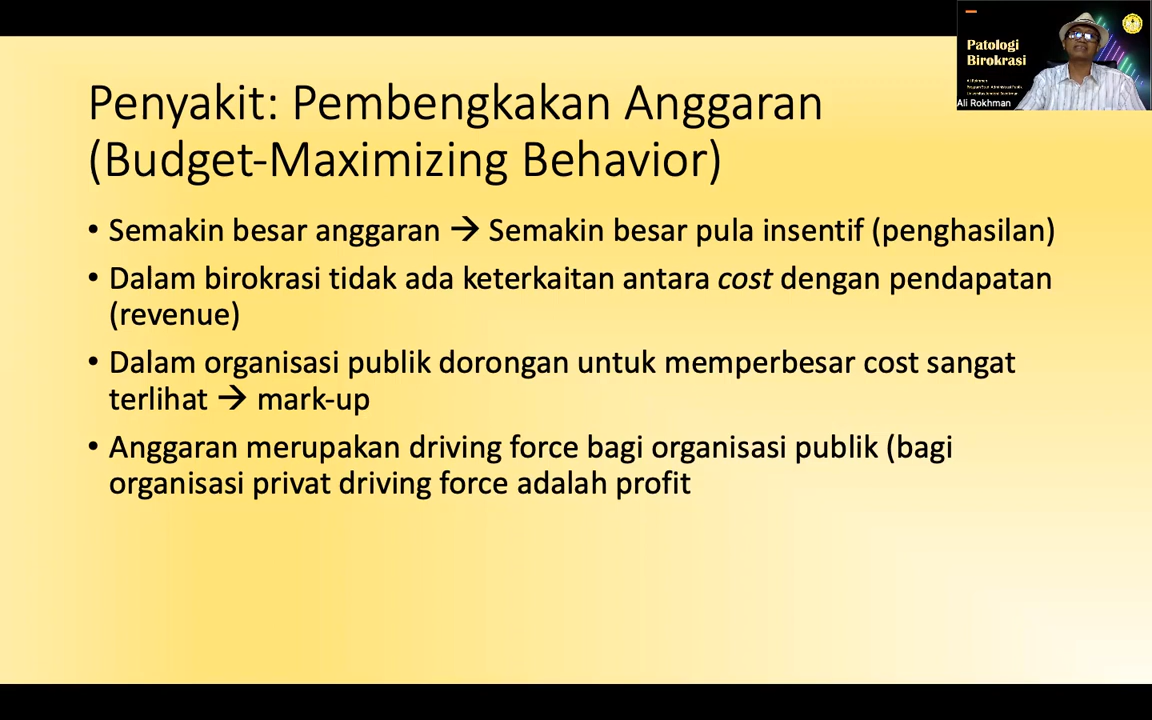 Penyakit: Pembengkakan Anggaran
(Budget-Maximizing Behavior)
• Semakin besar anggaran → Semakin besar pula insentif (penghasilan)
• Dalam birokrasi tidak ada keterkaitan antara cost dengan pendapatan
(revenue)
• Dalam organisasi publik dorongan untuk memperbesar cost sangat
terlihat → mark-up
• Anggaran merupakan driving force bagi organisasi publik (bagi
organisasi privat driving force adalah profit
Patologi
Birokrasi
Ali Rokhman